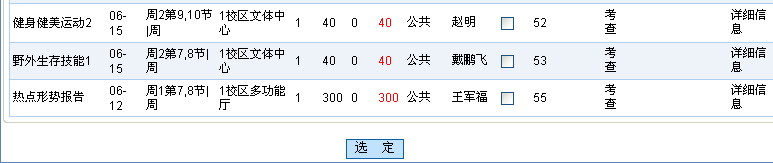 健身健美运动2 06-15 周2第9,10节|周 1校区文体中心 1 40 0 40 公共 赵明 52 考查 详细信息
野外生存技能1 06-15 周2第7,8节|周 1校区文体中心 1 40 0 40 公共 戴鹏飞 53 考查 详细信息
热点形势报告 06-12 周1第7,8节|周 1校区多功能厅 1 300 0 300 公共 王军福 55 考查 详细信息
选 定